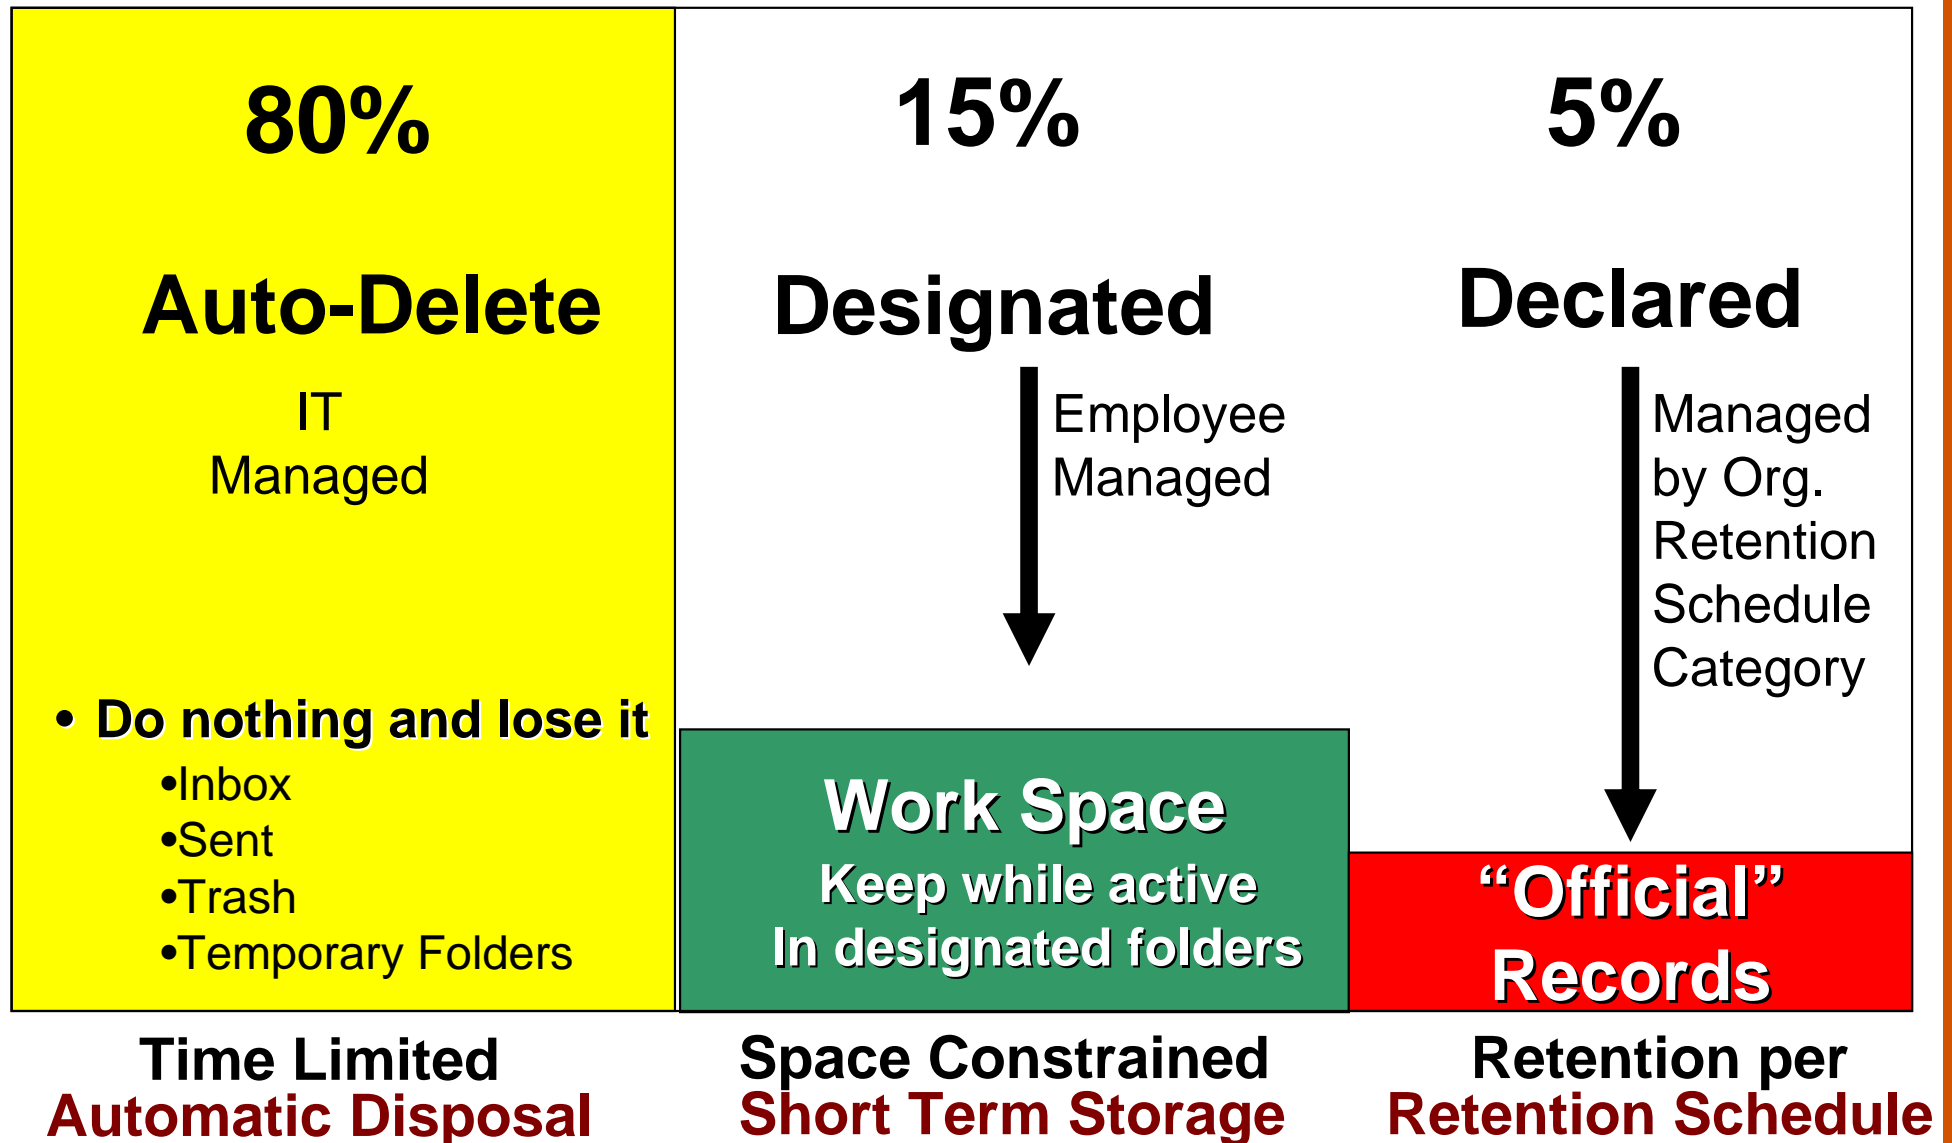 80%
Auto-Delete
IT
Managed
• Do nothing and lose it
•Inbox
•Sent
•Trash
•Temporary Folders
Time Limited
Automatic Disposal
15%
Designated
Employee
Managed
Work Space
Keep while active
In designated folders
Space Constrained
Short Term Storage
5%
Declared
Managed
by Org.
Retention
Schedule
Category
“Official”
Records
Retention per
Retention Schedule